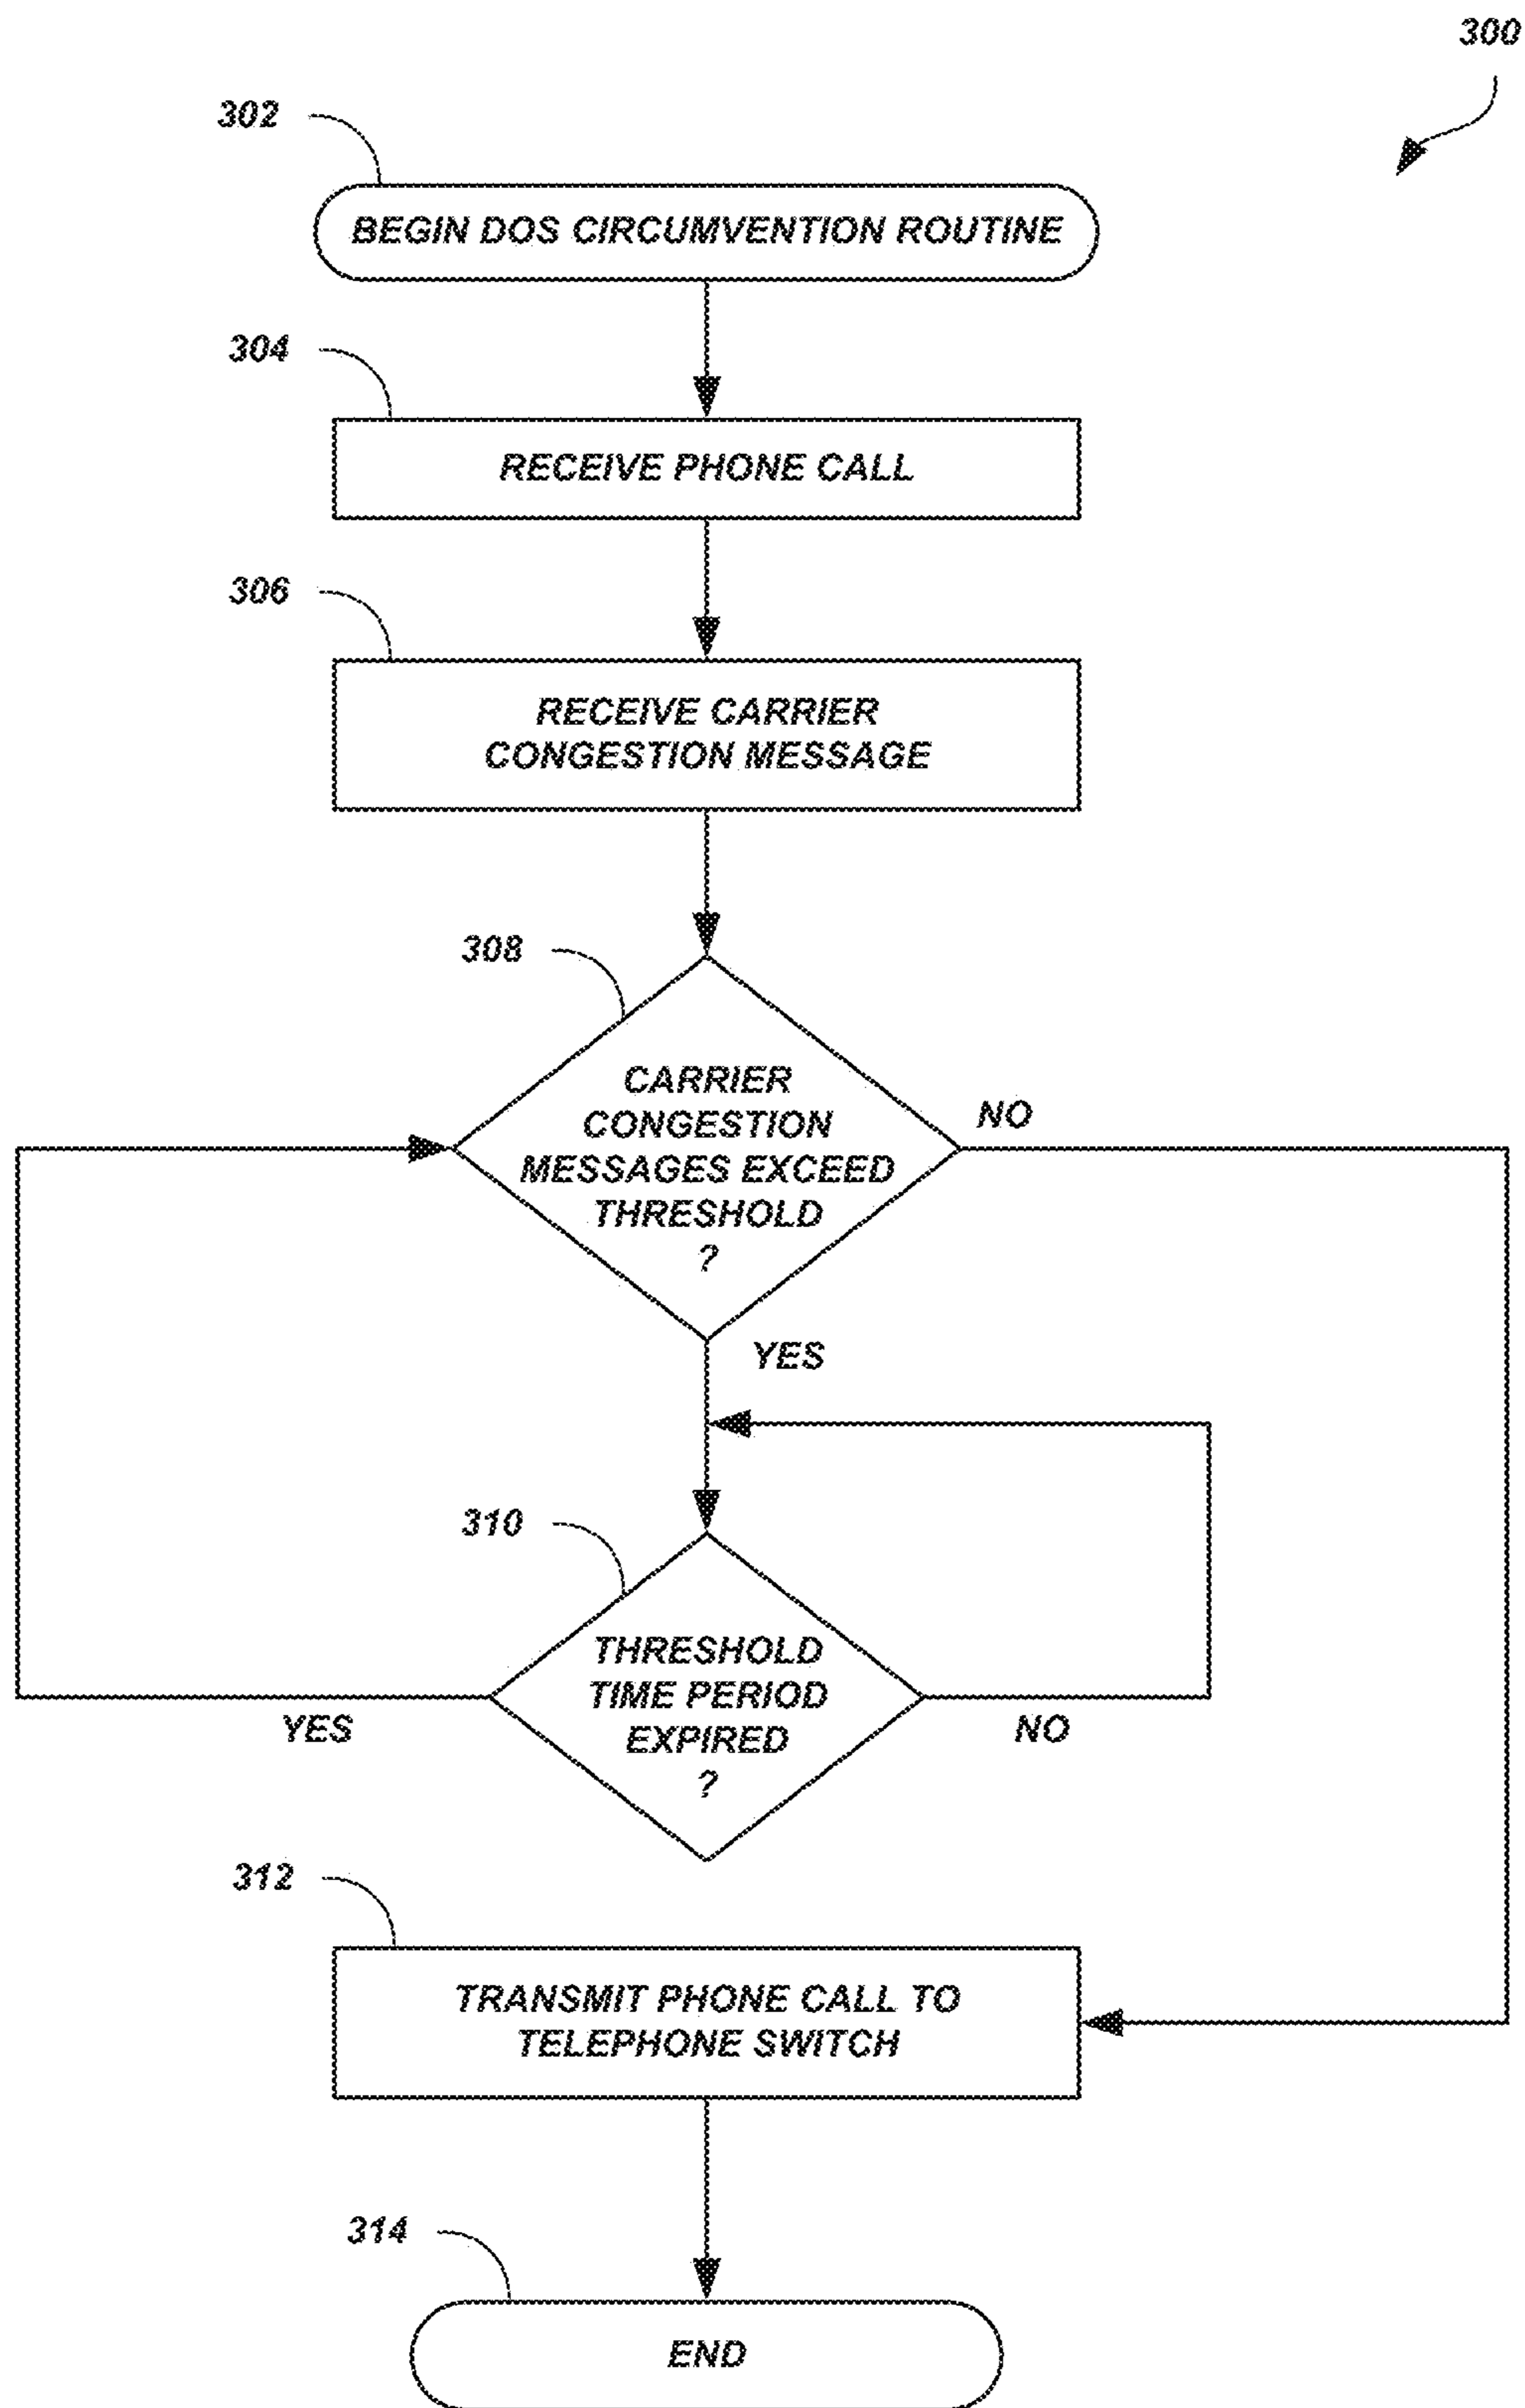 300
302
BEGIN DOS CIRCUMVENTION ROUTINE
304
RECEIVE PHONE CALL
306
RECEIVE CARRIER
CONGESTION MESSAGE
308
CARRIER
CONGESTION
MESSAGES EXCEED
THRESHOLD
?
NO
YES
310
THRESHOLD
TIME PERIOD
EXPIRED
?
YES
NO
312
TRANSMIT PHONE CALL TO
TELEPHONE SWITCH
314
END